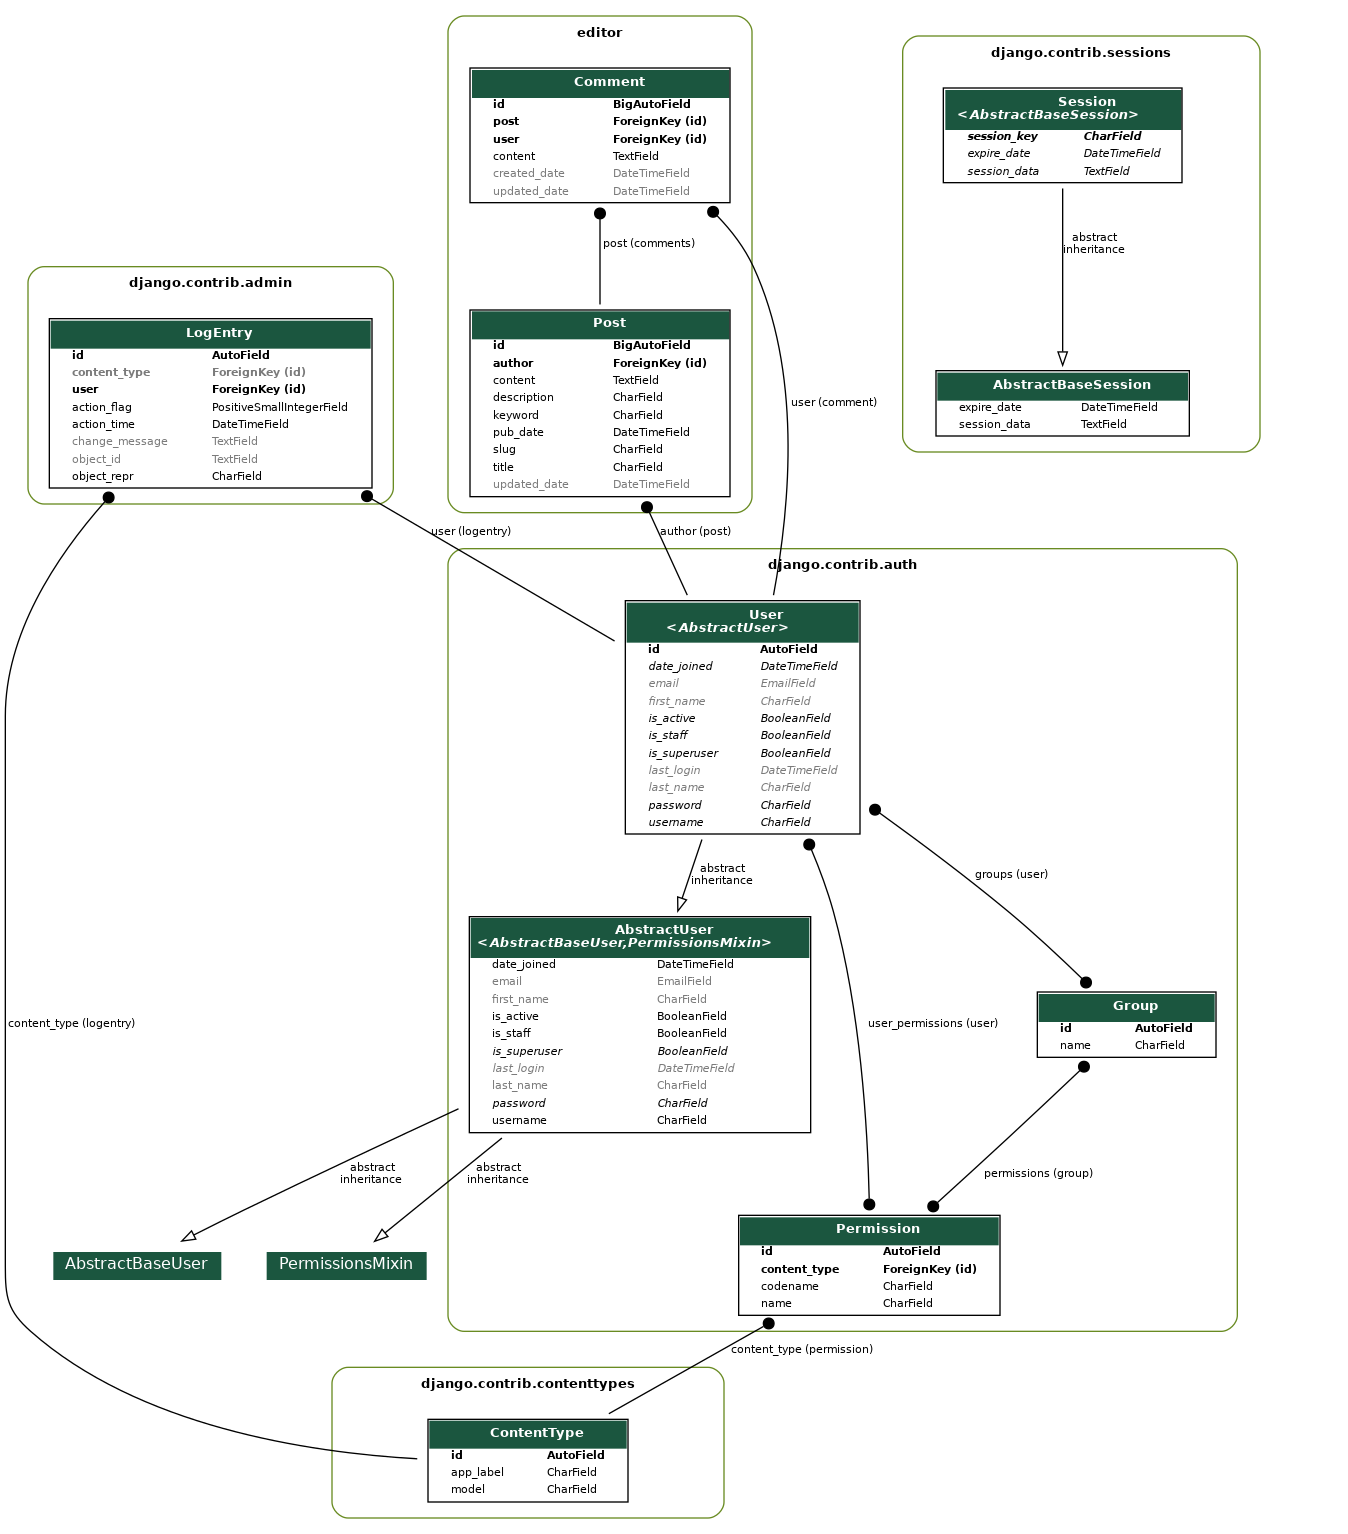 editor
Comment
id BigAutoField
post ForeignKey (id)
user ForeignKey (id)
content TextField
created_date DateTimeField
updated_date DateTimeField
post (comments)
Post
id BigAutoField
author ForeignKey (id)
content TextField
description CharField
keyword CharField
pub_date DateTimeField
slug CharField
title CharField
updated_date DateTimeField
user (comment)
django.contrib.sessions
Session
<AbstractBaseSession>
session_key CharField
expire_date DateTimeField
session_data TextField
abstract
inheritance
AbstractBaseSession
expire_date DateTimeField
session_data TextField
django.contrib.admin
LogEntry
id AutoField
content_type ForeignKey (id)
user ForeignKey (id)
action_flag PositiveSmallIntegerField
action_time DateTimeField
change_message TextField
object_id TextField
object_repr CharField
user (logentry)
author (post)
django.contrib.auth
User
<AbstractUser>
id AutoField
date_joined DateTimeField
email EmailField
first_name CharField
is_active BooleanField
is_staff BooleanField
is_superuser BooleanField
last_login DateTimeField
last_name CharField
password CharField
username CharField
abstract
inheritance
groups (user)
AbstractUser
<AbstractBaseUser,PermissionsMixin>
date_joined DateTimeField
email EmailField
first_name CharField
is_active BooleanField
is_staff BooleanField
is_superuser BooleanField
last_login DateTimeField
last_name CharField
password CharField
username CharField
content_type (logentry)
user_permissions (user)
Group
id AutoField
name CharField
abstract
inheritance
abstract
inheritance
permissions (group)
AbstractBaseUser
PermissionsMixin
Permission
id AutoField
content_type ForeignKey (id)
codename CharField
name CharField
content_type (permission)
django.contrib.contenttypes
ContentType
id AutoField
app_label CharField
model CharField